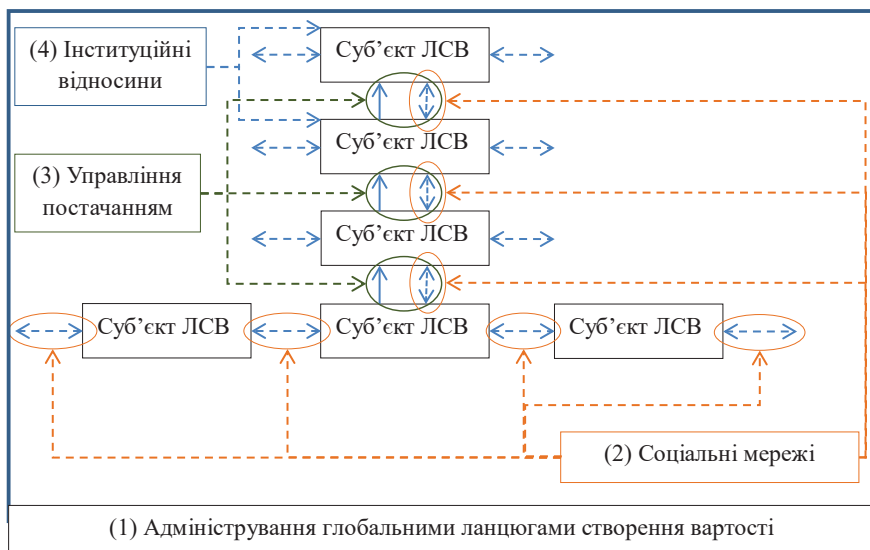 (4) Інституційні
відносини
Суб’єкт ЛСВ
Суб’єкт ЛСВ
(3) Управління
постачанням
Суб’єкт ЛСВ
Суб’єкт ЛСВ
Суб’єкт ЛСВ
Суб’єкт ЛСВ
(2) Соціальні мережі
(1) Адміністрування глобальними ланцюгами створення вартості